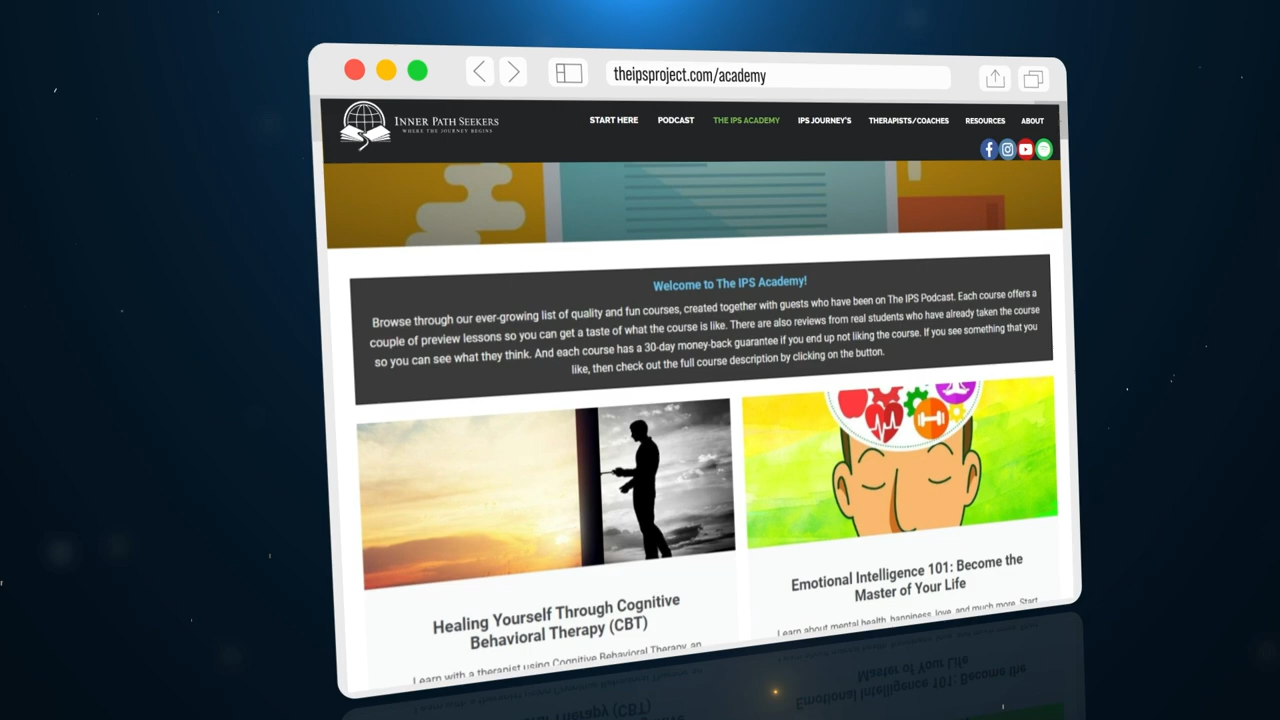 theipsproject.com/academy
INNER PATH SEEKERS
WHERE THE JOURNEY BEGINS
START HERE PODCAST THE IPS ACADEMY IPS JOURNEY'S THERAPISTS/COACHES RESOURCES ABOUT
Welcome to The IPS Academy!
Browse through our ever-growing list of quality and fun courses, created together with guests who have been on The IPS Podcast. Each course offers a
couple of preview lessons so you can get a taste of what the course is like. There are also reviews from real students who have already taken the course
so you can see what they think. And each course has a 30-day money-back guarantee if you end up not liking the course. If you see something that you
like, then check out the full course description by clicking on the button.
Healing Yourself Through Cognitive
Behavioral Therapy (CBT)
Learn with a therapist using Cognitive Behavioral Therapy, an
Emotional Intelligence 101: Become the
Master of Your Life
Learn about mental health, happiness, love, and much more. Start